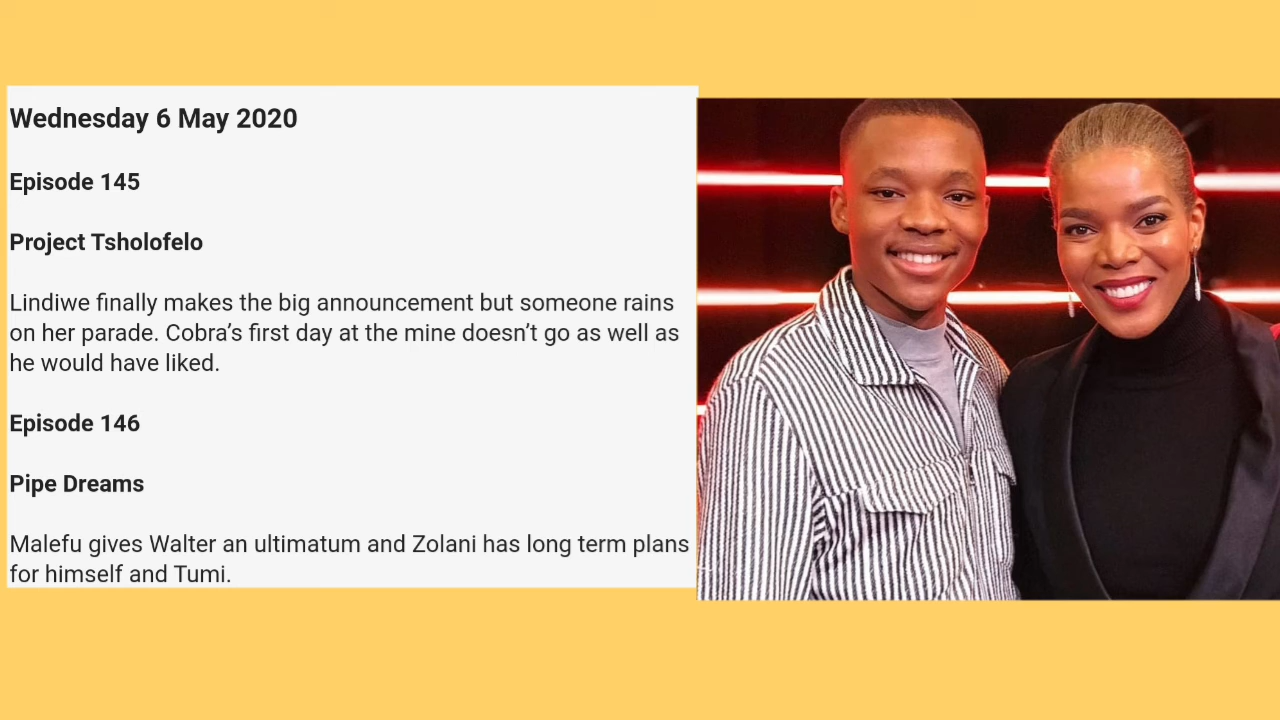 Wednesday 6 May 2020
Episode 145
Project Tsholofelo
Lindiwe finally makes the big announcement but someone rains
on her parade. Cobra’s first day at the mine doesn’t go as well as
he would have liked.
Episode 146
Pipe Dreams
Malefu gives Walter an ultimatum and Zolani has long term plans
for himself and Tumi.